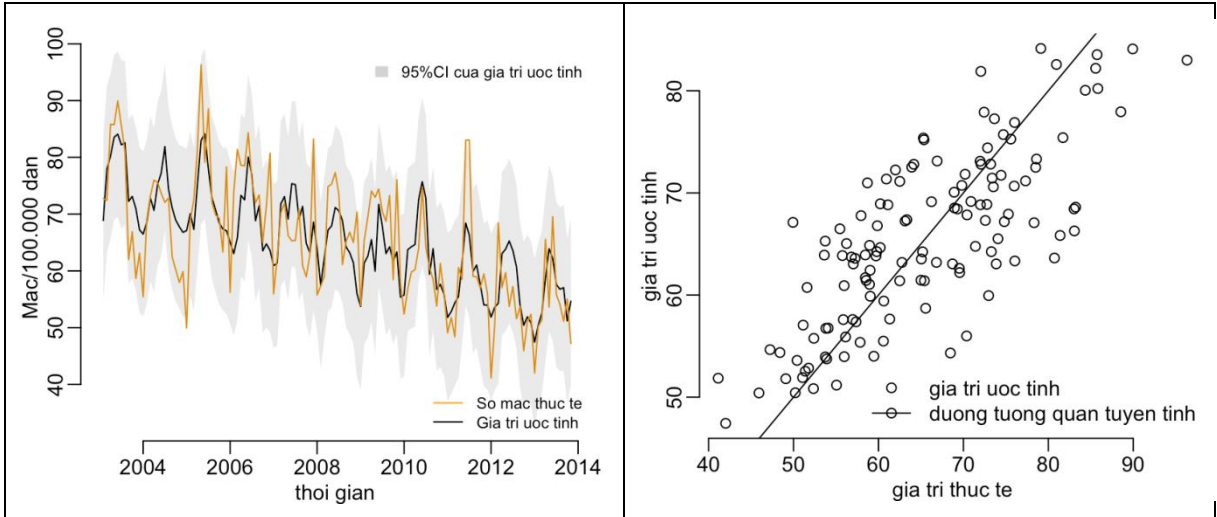 100
90
80
70
60
50
40
Mac/100.000 dan
95%CI cua gia tri uoc tinh
So mac thuc te
Gia tri uoc tinh
2004 2006 2008 2010 2012 2014
thoi gian
80
70
60
50
gia tri uoc tinh
gia tri uoc tinh
duong tuong quan tuyen tinh
40 50 60 70 80 90
gia tri thuc te